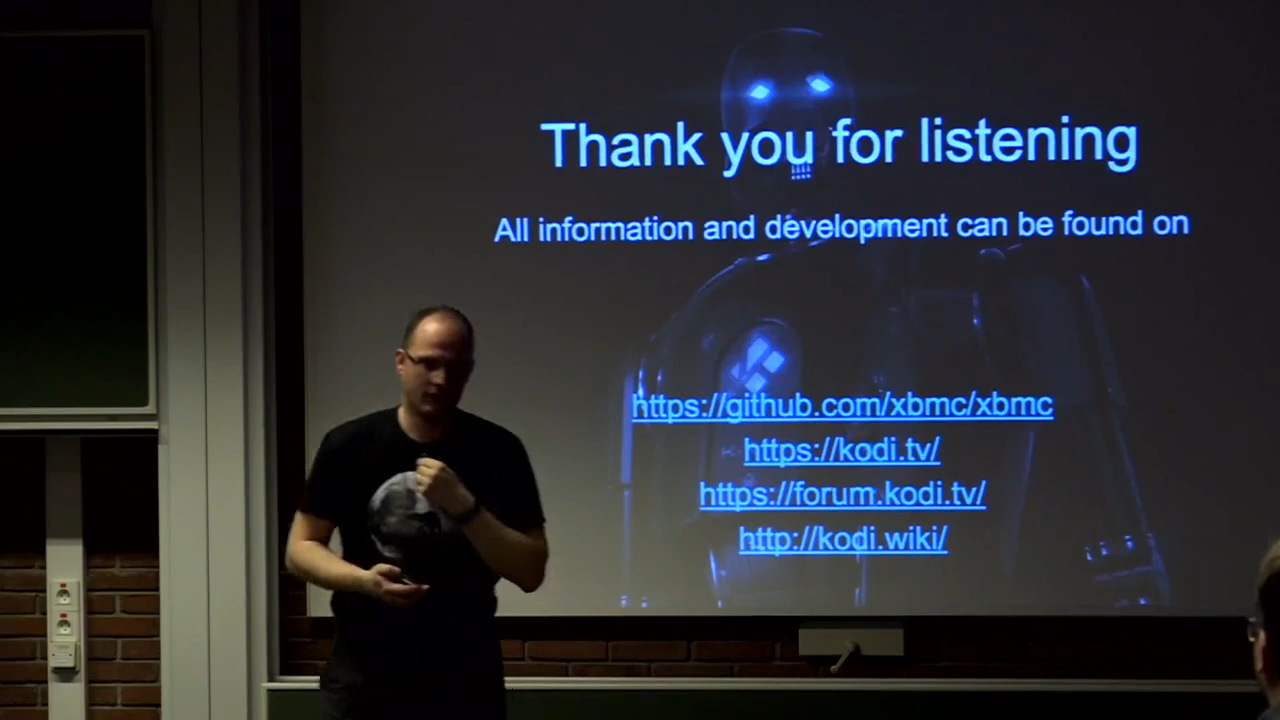 Thank you for listening
All information and development can be found on
https://github.com/xbmc/xbmc
https://kodi.tv/
https://forum.kodi.tv/
http://kodi.wiki/